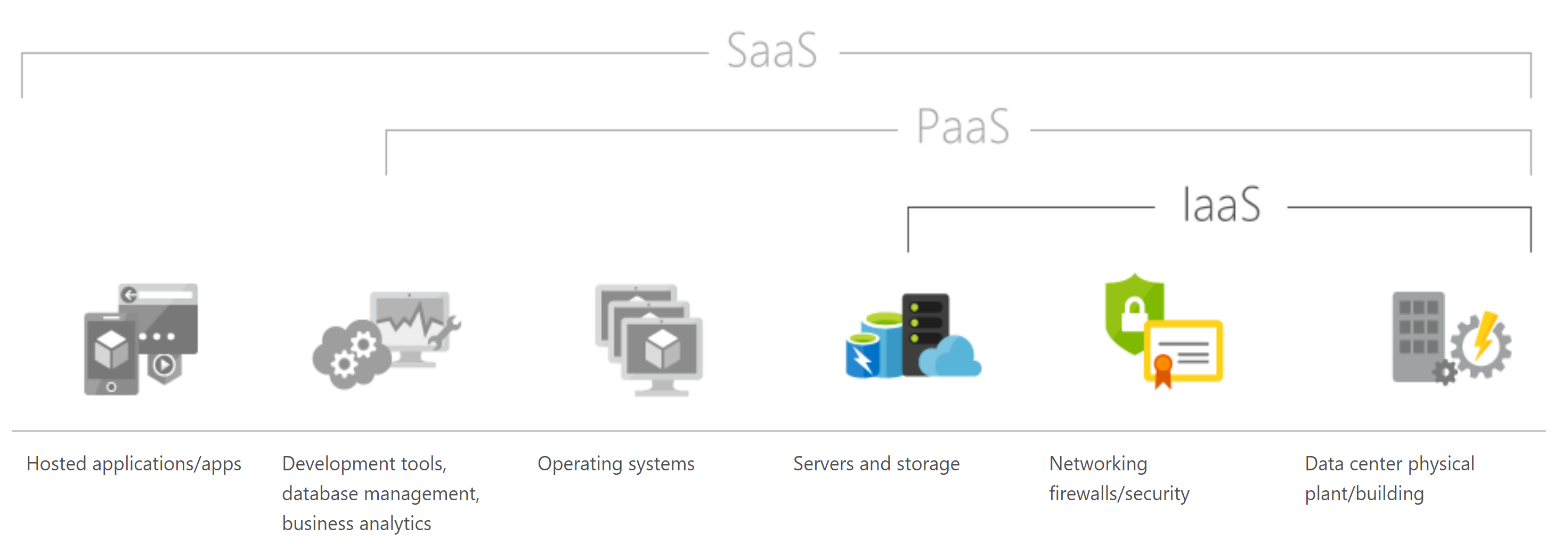 SaaS
PaaS
IaaS
Hosted applications/apps
Development tools,
database management,
business analytics
Operating systems
Servers and storage
Networking
firewalls/security
Data center physical
plant/building